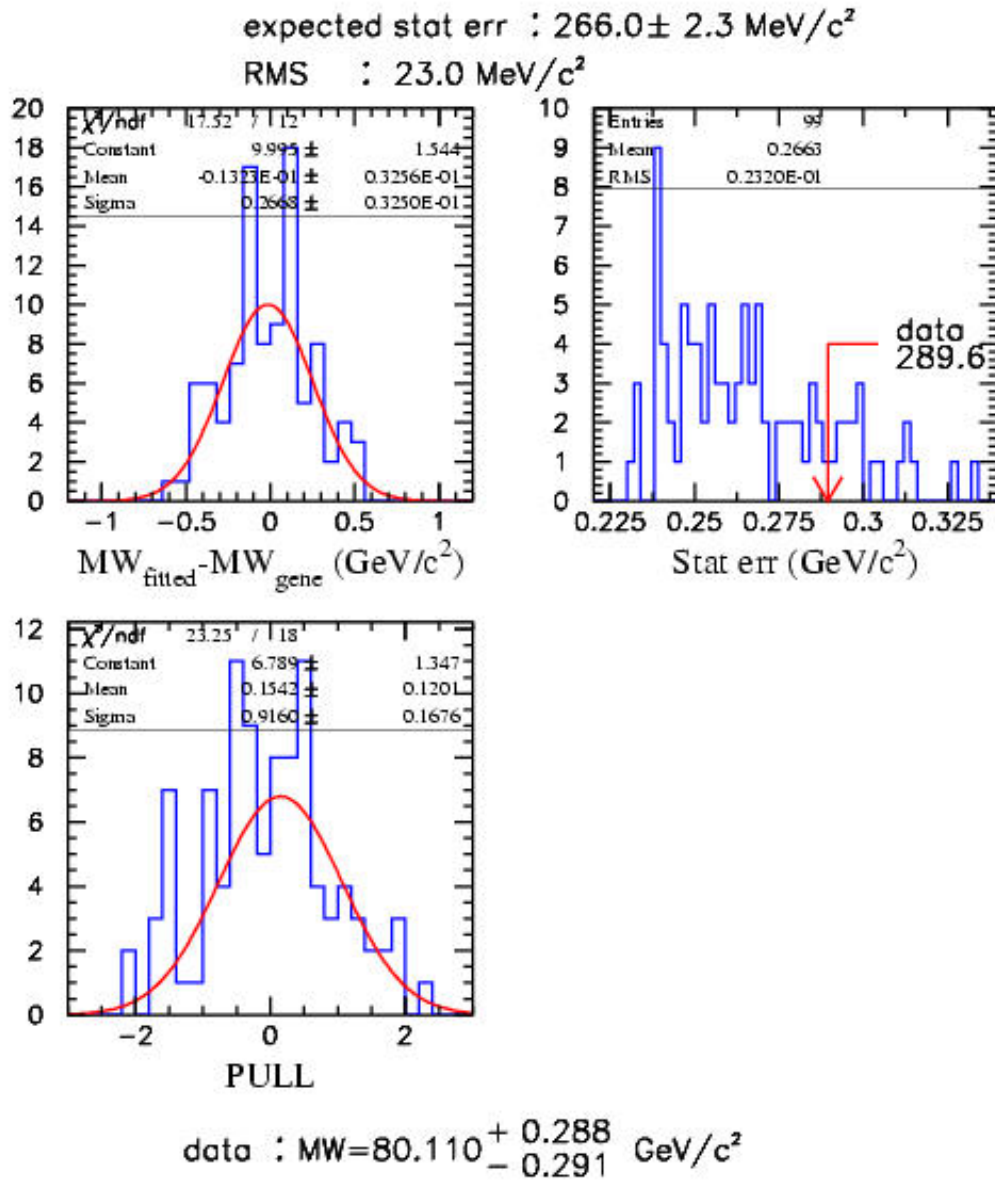 expected stat err : 266.0± 2.3 MeV/c²
RMS : 23.0 MeV/c²
20
18
16
14
12
10
8
6
4
2
0
χ²/ndf 17.52 / 12
Constant 9.995 ± 1.544
Mean -0.1323E-01 ± 0.3256E-01
Sigma 0.2668 ± 0.3250E-01
−1 −0.5 0 0.5 1
MW fitted-MW gene (GeV/c²)
10
9
8
7
6
5
4
3
2
1
0
Entries 99
Mean 0.2663
RMS 0.2320E-01
data
289.6
0.225 0.25 0.275 0.3 0.325
Stat err (GeV/c²)
12
10
8
6
4
2
0
χ²/ndf 23.25 / 18
Constant 6.789 ± 1.347
Mean 0.1542 ± 0.1201
Sigma 0.9160 ± 0.1676
−2 0 2
PULL
data : MW=80.110 + 0.288 − 0.291 GeV/c²